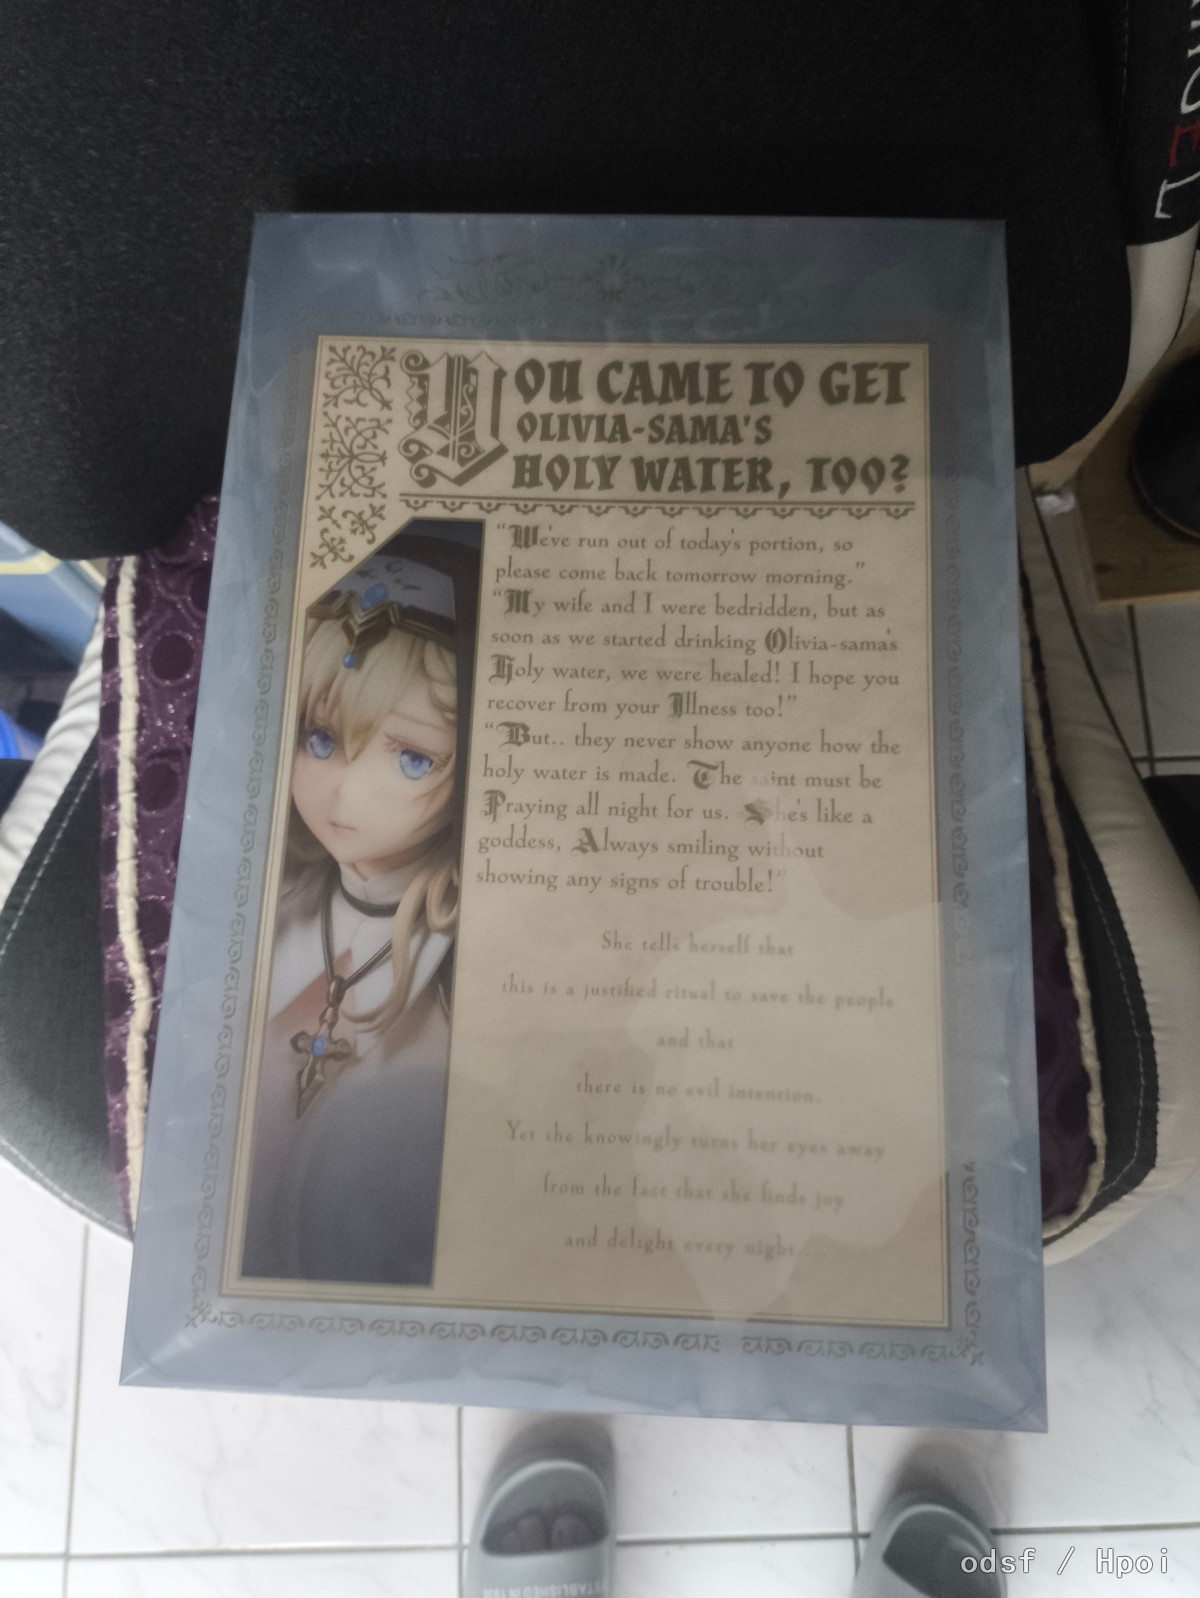 YOU CAME TO GET
OLIVIA-SAMA'S
HOLY WATER, TOO?
“We've run out of today's portion, so
please come back tomorrow morning.”
“My wife and I were bedridden, but as
soon as we started drinking Olivia-sama's
Holy water, we were healed! I hope you
recover from your Illness too!”
“But.. they never show anyone how the
holy water is made. The saint must be
Praying all night for us. She's like a
goddess, Always smiling without
showing any signs of trouble!”
She tells herself that
this is a justified ritual to save the people
and that
there is no evil intention.
Yet she knowingly turns her eyes away
from the fact that she finds joy
and delight every night....
ESTABLISHED IN
odsf / Hpoi